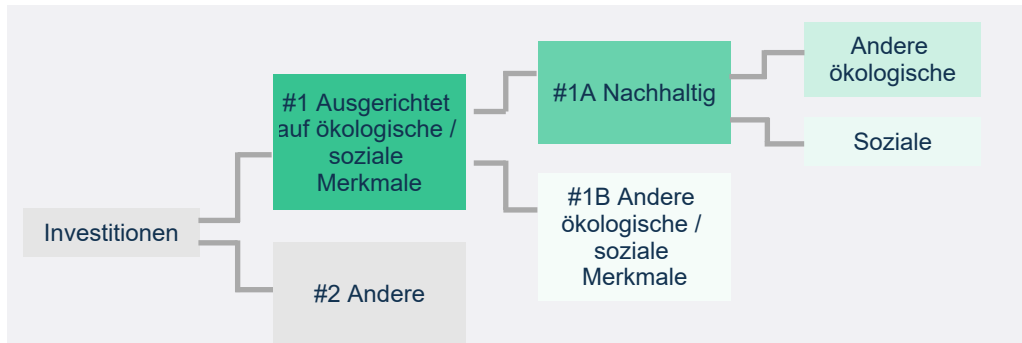 Andere
ökologische
#1A Nachhaltig
#1 Ausgerichtet
auf ökologische /
soziale
Merkmale
Soziale
#1B Andere
ökologische /
soziale
Merkmale
Investitionen
#2 Andere